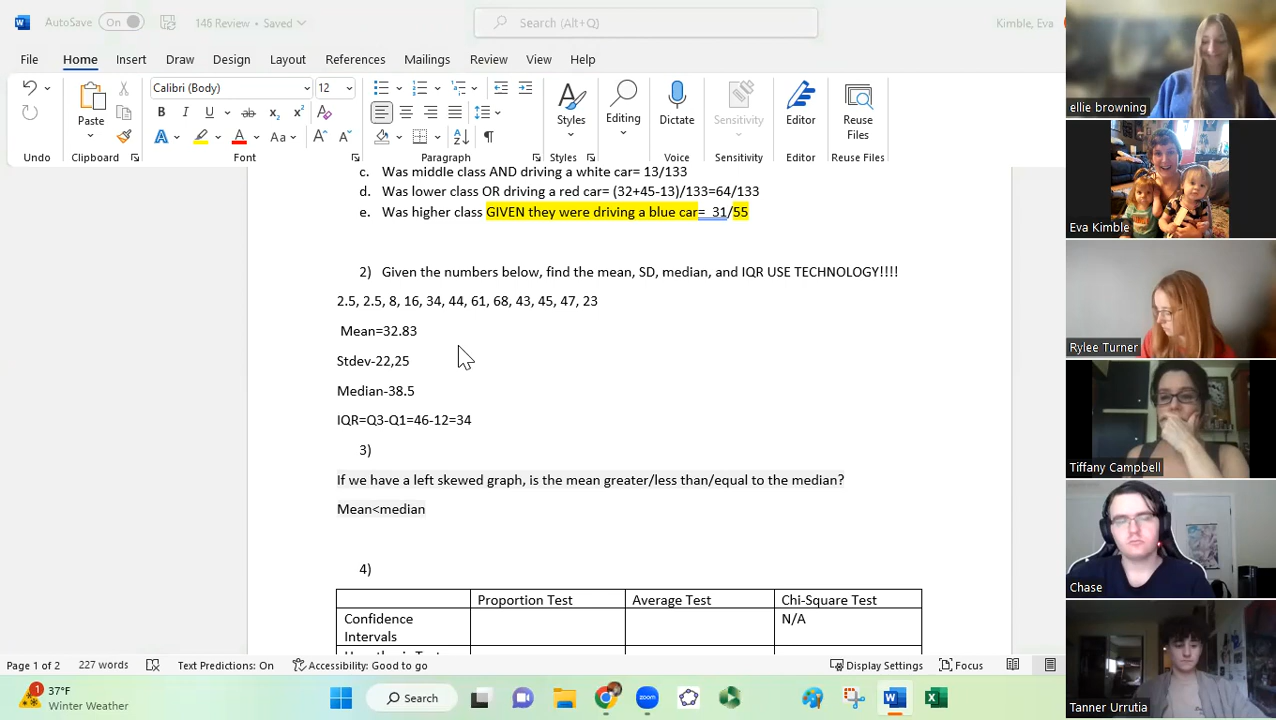 AutoSave On 146 Review • Saved Search (Alt+Q) Kimble, Eva
File Home Insert Draw Design Layout References Mailings Review View Help
Calibri (Body) 12
Paste Styles Editing Dictate Sensitivity Editor Reuse Files
Undo Clipboard Font Paragraph Styles Voice Sensitivity Editor Reuse Files
c. Was middle class AND driving a white car= 13/133
d. Was lower class OR driving a red car= (32+45-13)/133=64/133
e. Was higher class GIVEN they were driving a blue car= 31/55
2) Given the numbers below, find the mean, SD, median, and IQR USE TECHNOLOGY!!!!
2.5, 2.5, 8, 16, 34, 44, 61, 68, 43, 45, 47, 23
Mean=32.83
Stdev-22,25
Median-38.5
IQR=Q3-Q1=46-12=34
3)
If we have a left skewed graph, is the mean greater/less than/equal to the median?
Mean<median
4)
Proportion Test Average Test Chi-Square Test
Confidence Intervals N/A
Page 1 of 2 227 words Text Predictions: On Accessibility: Good to go Display Settings Focus
1 37°F
Winter Weather
Search
zoom
ellie browning
Eva Kimble
Rylee Turner
Tiffany Campbell
Chase
Tanner Urrutia